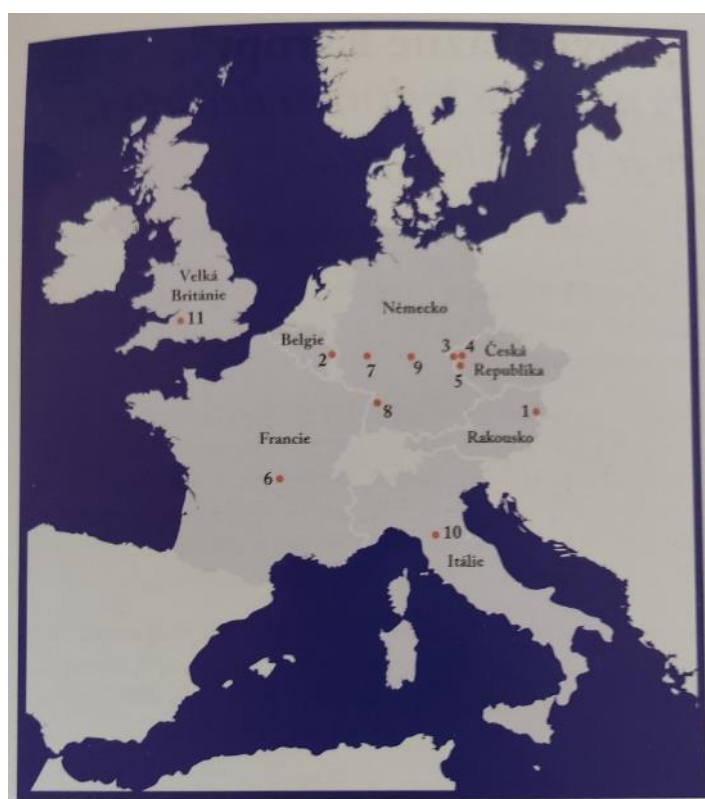 Velká
Británie
11
Německo
Belgie
2
7
9
3
4
5
Česká
Republika
8
1
Rakousko
Francie
6
10
Itálie